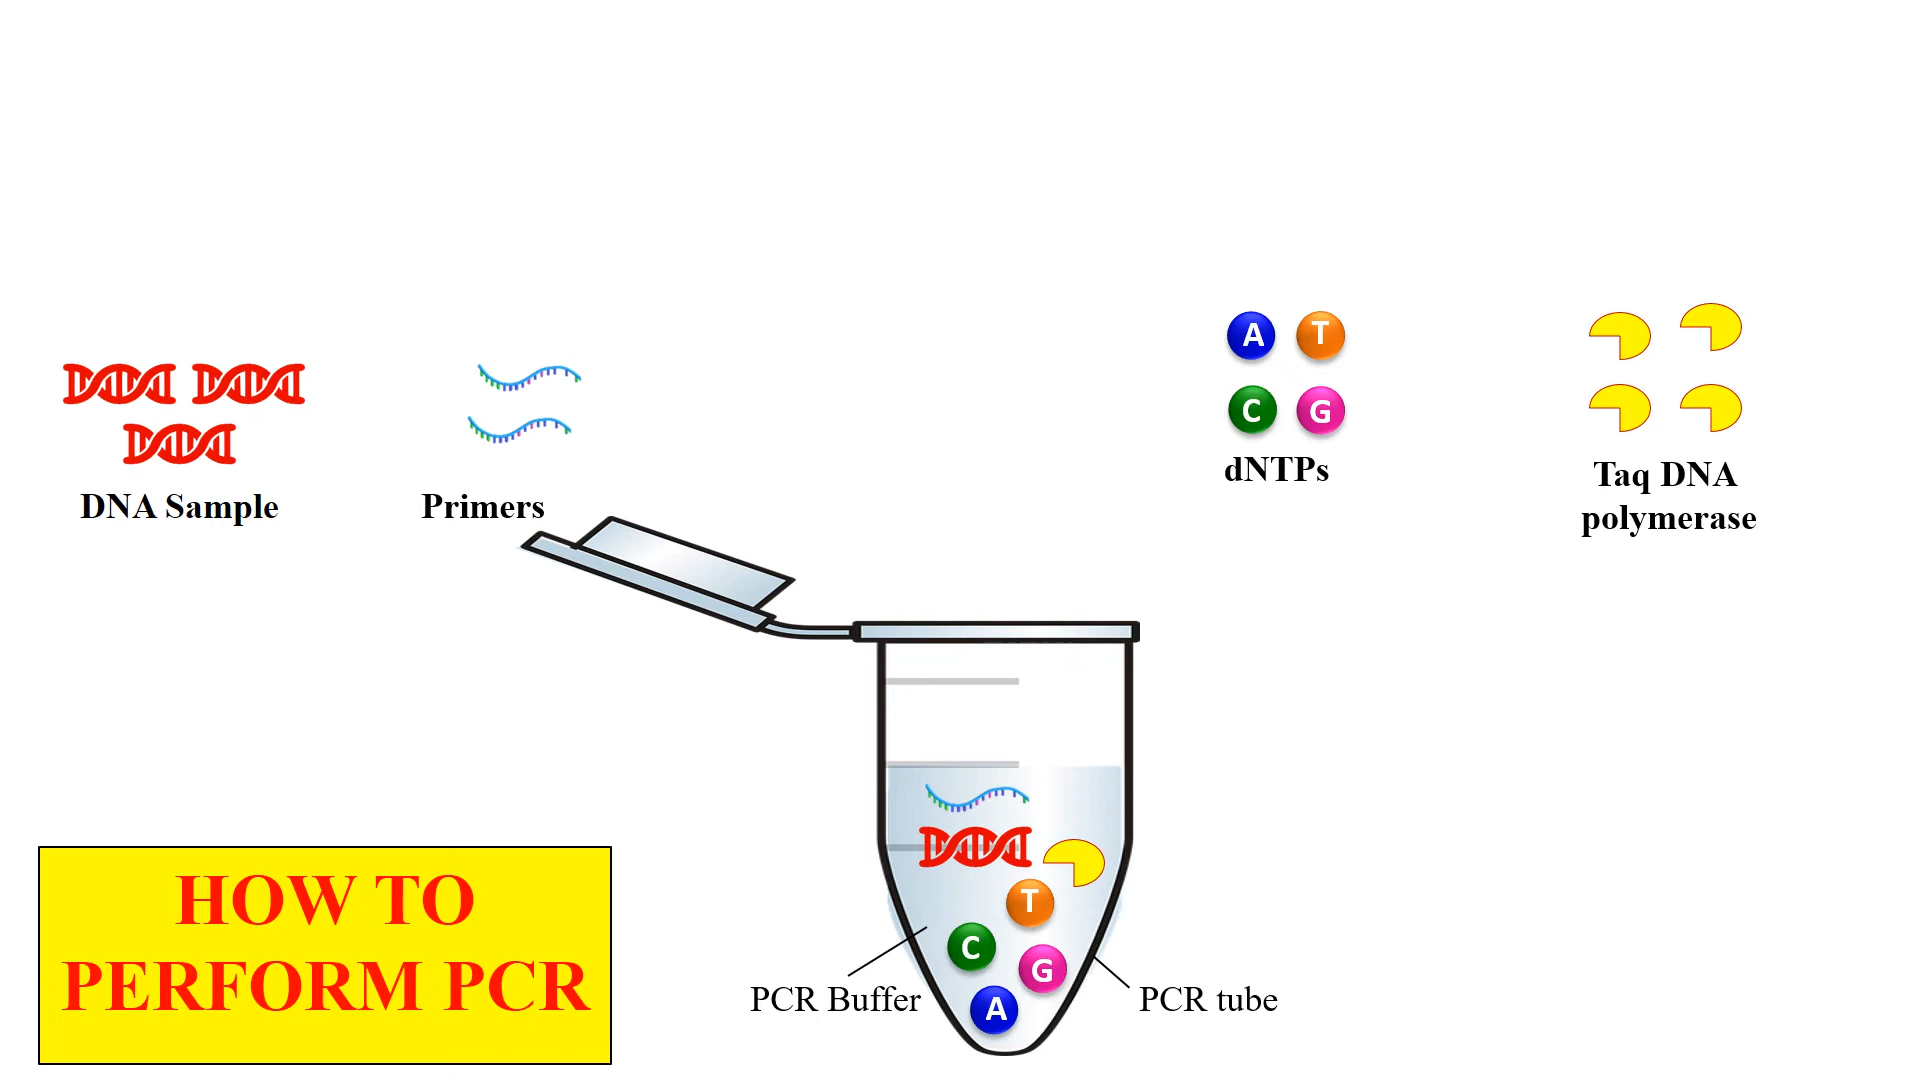 A T
C G
dNTPs
DNA Sample
Primers
Taq DNA
polymerase
T
C
G
A
PCR Buffer
PCR tube
HOW TO
PERFORM PCR